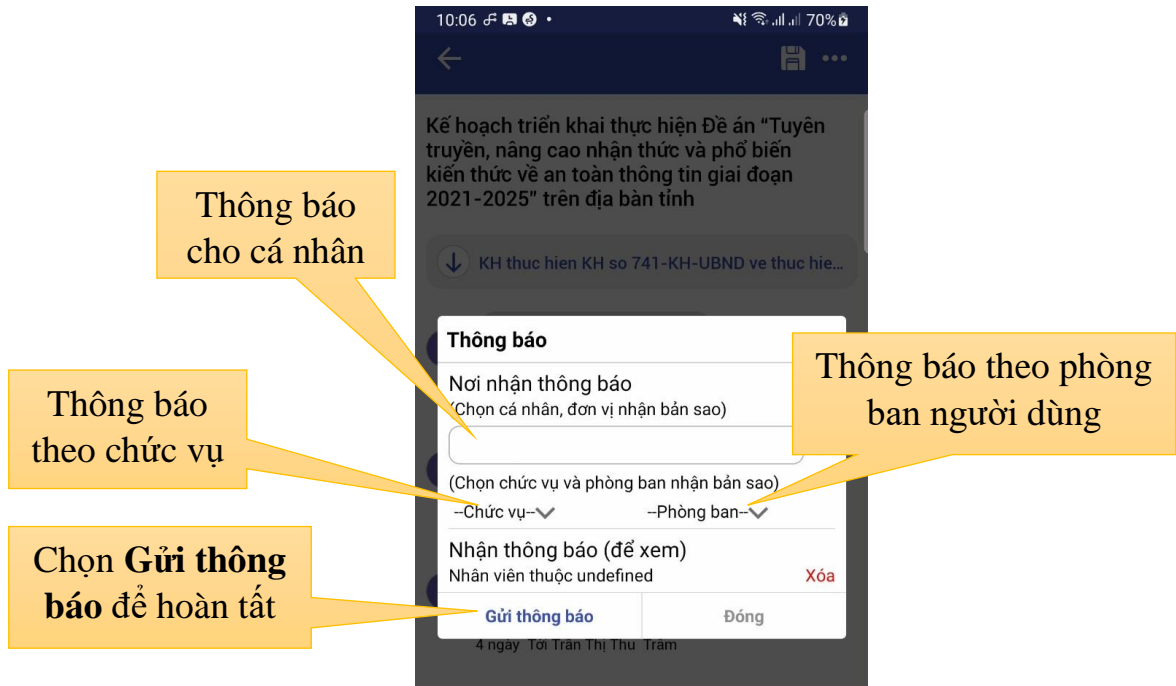 10:06
70%
Kế hoạch triển khai thực hiện Đề án “Tuyên
truyền, nâng cao nhận thức và phổ biến
kiến thức về an toàn thông tin giai đoạn
2021-2025” trên địa bàn tỉnh
KH thuc hien KH so 741-KH-UBND ve thuc hie...
Thông báo
cho cá nhân
Thông báo
theo chức vụ
Chọn Gửi thông
báo để hoàn tất
Thông báo theo phòng
ban người dùng
Thông báo
Nơi nhận thông báo
(Chọn cá nhân, đơn vị nhận bản sao)
(Chọn chức vụ và phòng ban nhận bản sao)
--Chức vụ-- --Phòng ban--
Nhận thông báo (để xem)
Nhân viên thuộc undefined Xóa
Gửi thông báo Đóng
4 ngày Tới Trần Thị Thu Trâm